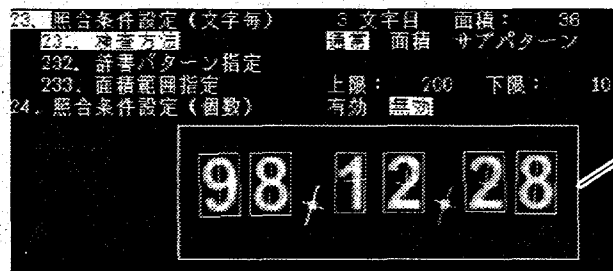 23. 照合条件設定(文字毎) 3 文字目 面積: 36
231. 検査方法 通常 面積 サブパターン
232. 辞書パターン指定
233. 面積範囲指定 上限: 200 下限: 10
24. 照合条件設定(個数) 有効 無効
98,12,28